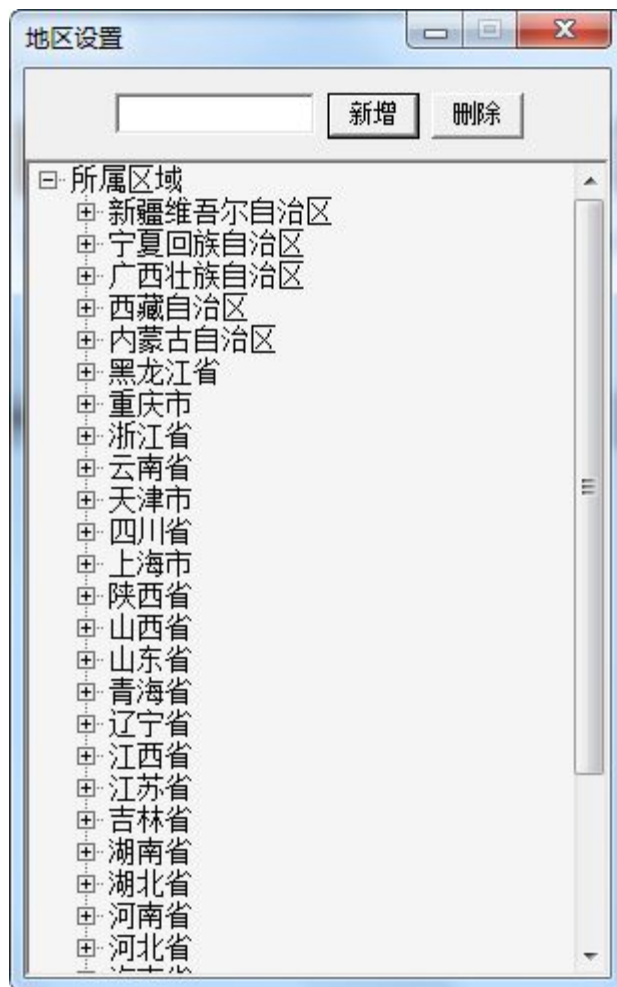 地区设置
新增 删除
所属区域
新疆维吾尔自治区
宁夏回族自治区
广西壮族自治区
西藏自治区
内蒙古自治区
黑龙江省
重庆市
浙江省
云南省
天津市
四川省
上海市
陕西省
山西省
山东省
青海省
辽宁省
江西省
江苏省
吉林省
湖南省
湖北省
河南省
河北省